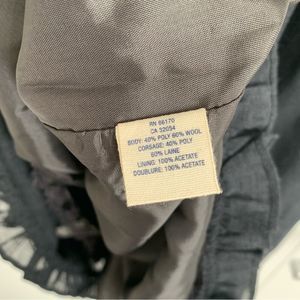 RN 66170
CA 52054
BODY: 40% POLY 60% WOOL
CORSAGE: 40% POLY
60% LAINE
LINING: 100% ACETATE
DOUBLURE: 100% ACETATE